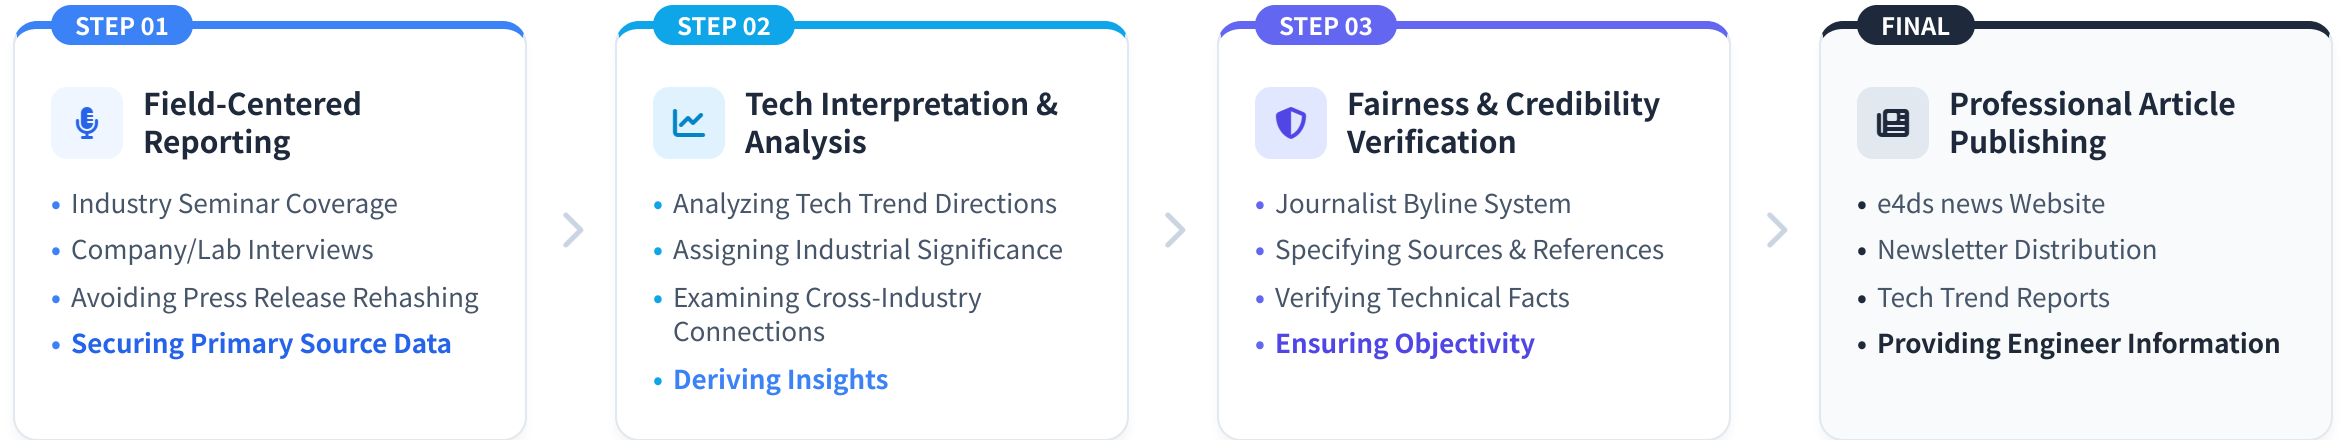 STEP 01
Field-Centered
Reporting
• Industry Seminar Coverage
• Company/Lab Interviews
• Avoiding Press Release Rehashing
• Securing Primary Source Data
STEP 02
Tech Interpretation &
Analysis
• Analyzing Tech Trend Directions
• Assigning Industrial Significance
• Examining Cross-Industry
Connections
• Deriving Insights
STEP 03
Fairness & Credibility
Verification
• Journalist Byline System
• Specifying Sources & References
• Verifying Technical Facts
• Ensuring Objectivity
FINAL
Professional Article
Publishing
• e4ds news Website
• Newsletter Distribution
• Tech Trend Reports
• Providing Engineer Information